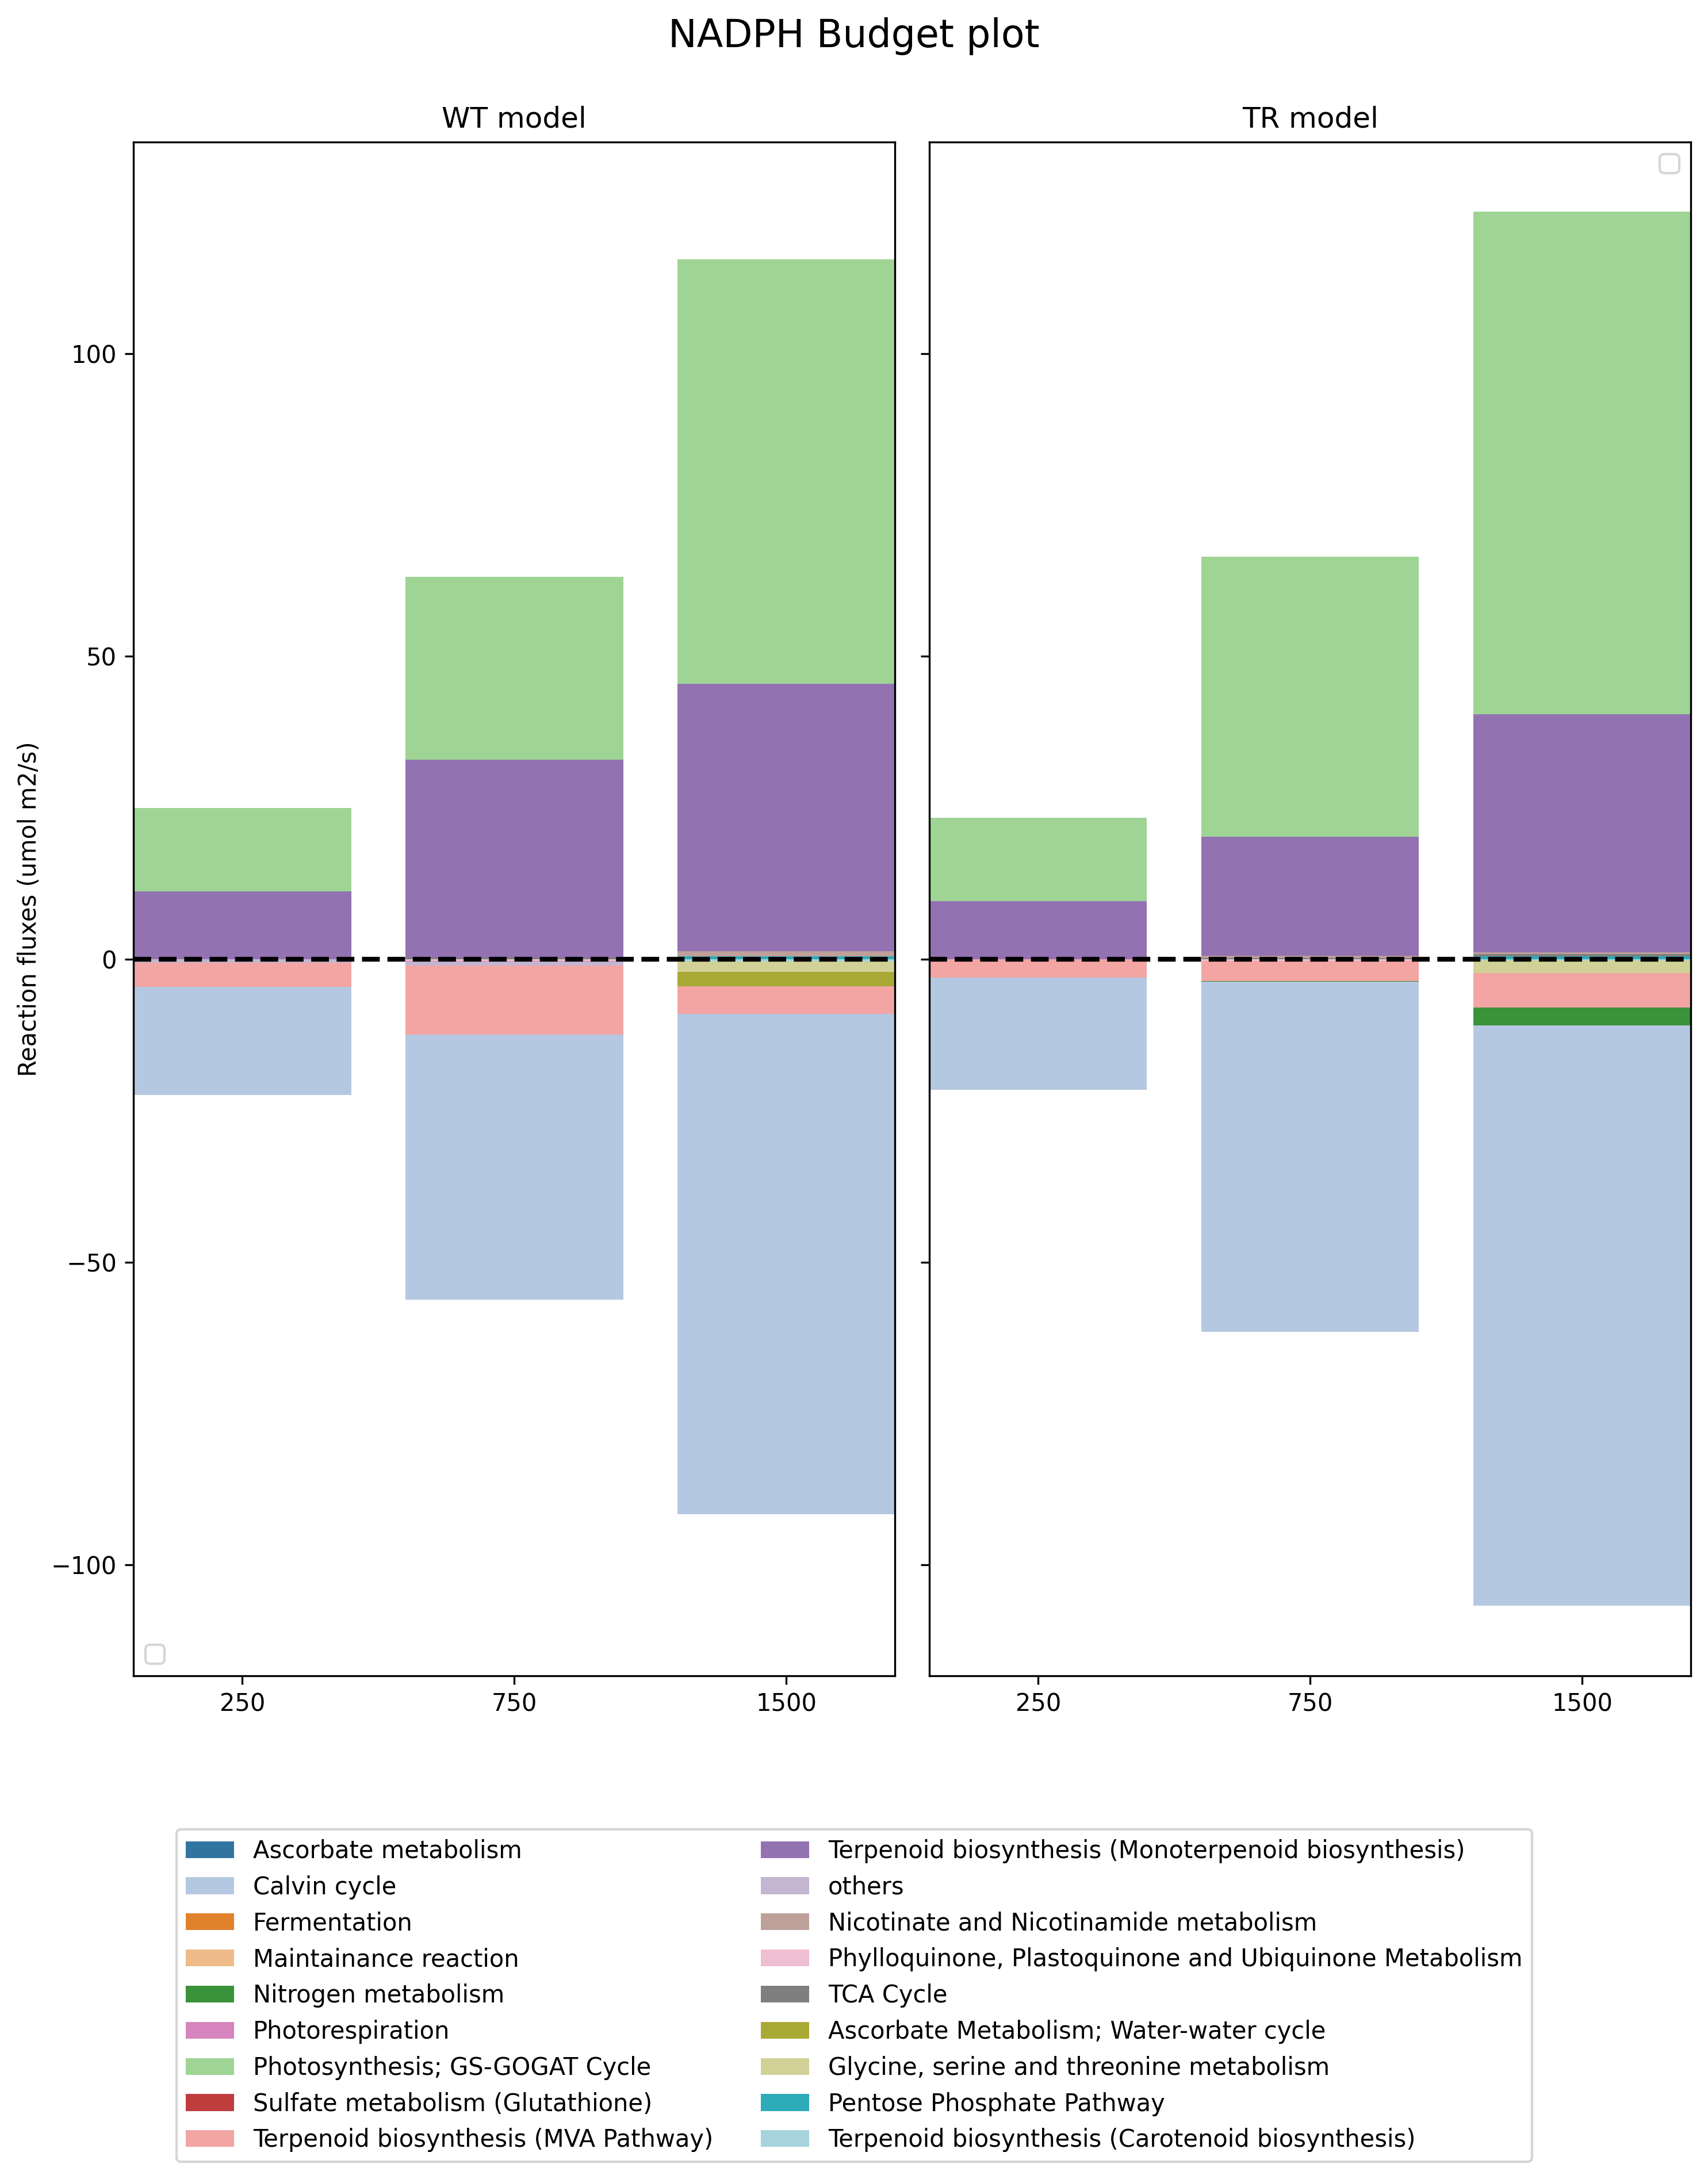 NADPH Budget plot
WT model
TR model
Reaction fluxes (umol m2/s)
100
50
0
−50
−100
250
750
1500
250
750
1500
Ascorbate metabolism
Calvin cycle
Fermentation
Maintainance reaction
Nitrogen metabolism
Photorespiration
Photosynthesis; GS-GOGAT Cycle
Sulfate metabolism (Glutathione)
Terpenoid biosynthesis (MVA Pathway)
Terpenoid biosynthesis (Monoterpenoid biosynthesis)
others
Nicotinate and Nicotinamide metabolism
Phylloquinone, Plastoquinone and Ubiquinone Metabolism
TCA Cycle
Ascorbate Metabolism; Water-water cycle
Glycine, serine and threonine metabolism
Pentose Phosphate Pathway
Terpenoid biosynthesis (Carotenoid biosynthesis)